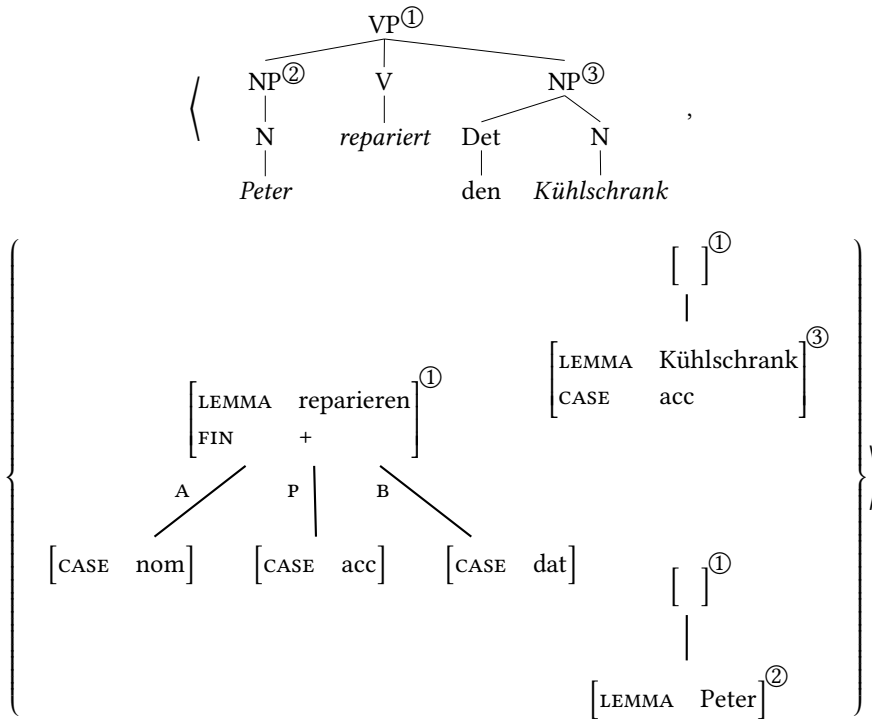 VP①
NP② V NP③
N repariert Det N
Peter den Kühlschrank
⟨ ,
[ ]①
[LEMMA Kühlschrank
CASE acc]③
[LEMMA reparieren
FIN +]①
A P B
[CASE nom] [CASE acc] [CASE dat]
[ ]①
[LEMMA Peter]②